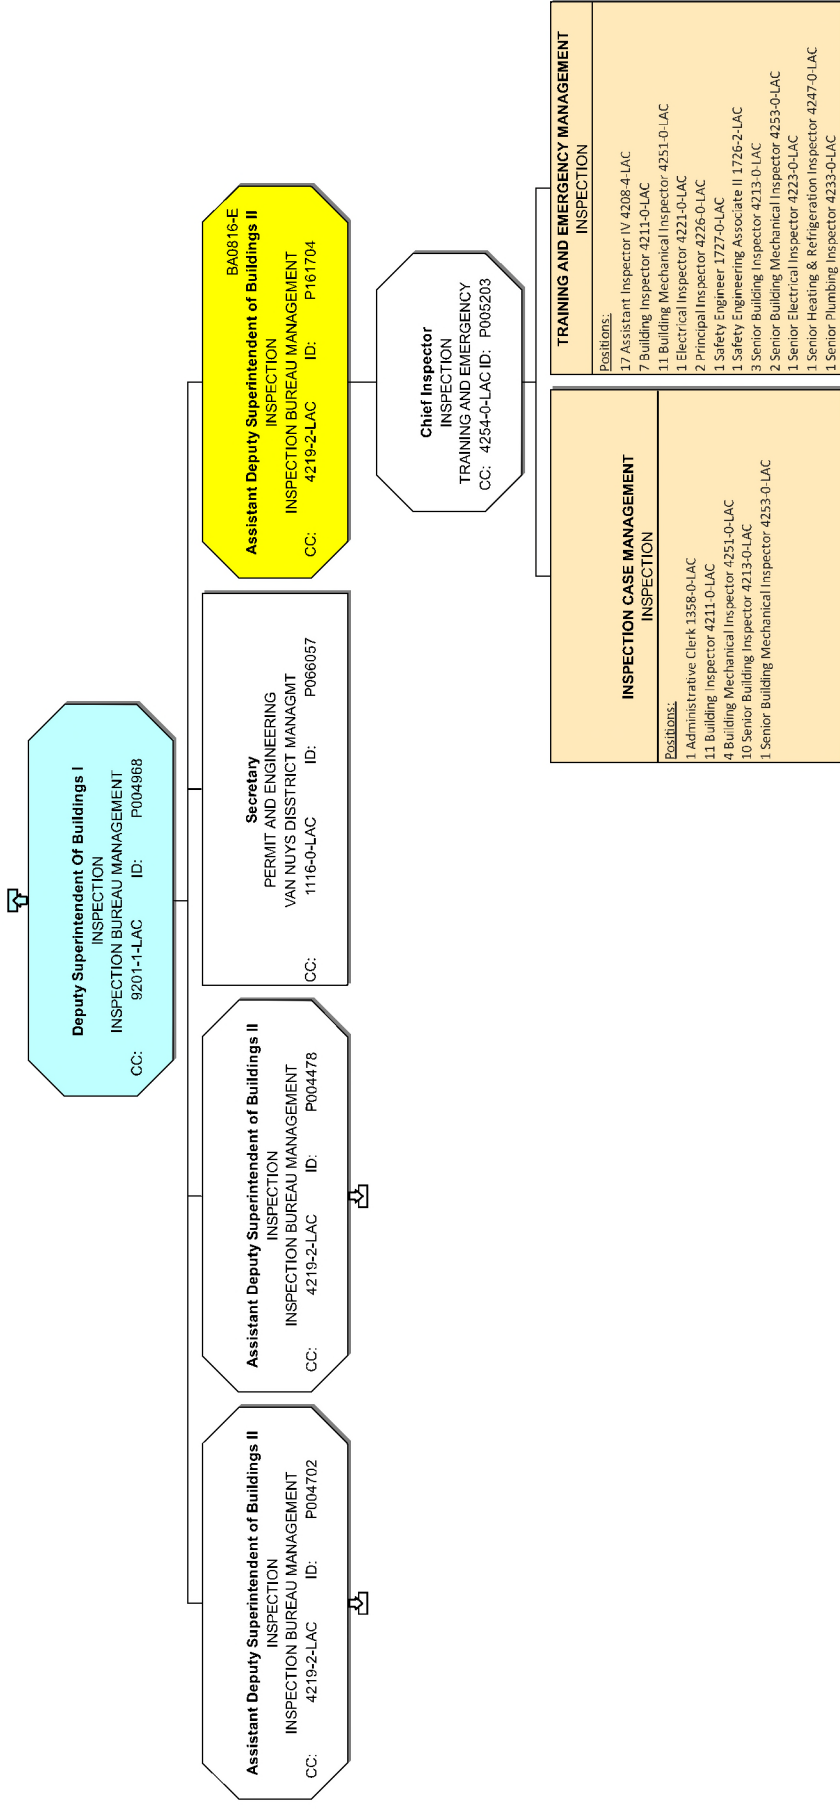 Deputy Superintendent Of Buildings I
INSPECTION
INSPECTION BUREAU MANAGEMENT
CC: 9201-1-LAC ID: P004968
Assistant Deputy Superintendent of Buildings II
INSPECTION
INSPECTION BUREAU MANAGEMENT
CC: 4219-2-LAC ID: P004702
Assistant Deputy Superintendent of Buildings II
INSPECTION
INSPECTION BUREAU MANAGEMENT
CC: 4219-2-LAC ID: P004478
Secretary
PERMIT AND ENGINEERING
VAN NUYS DISSTRICT MANAGMT
CC: 1116-0-LAC ID: P066057
BA0816-E
Assistant Deputy Superintendent of Buildings II
INSPECTION
INSPECTION BUREAU MANAGEMENT
CC: 4219-2-LAC ID: P161704
Chief Inspector
INSPECTION
TRAINING AND EMERGENCY
CC: 4254-0-LAC ID: P005203
INSPECTION CASE MANAGEMENT
INSPECTION
Positions:
1 Administrative Clerk 1358-0-LAC
11 Building Inspector 4211-0-LAC
4 Building Mechanical Inspector 4251-0-LAC
10 Senior Building Inspector 4213-0-LAC
1 Senior Building Mechanical Inspector 4253-0-LAC
TRAINING AND EMERGENCY MANAGEMENT
INSPECTION
Positions:
17 Assistant Inspector IV 4208-4-LAC
7 Building Inspector 4211-0-LAC
11 Building Mechanical Inspector 4251-0-LAC
1 Electrical Inspector 4221-0-LAC
2 Principal Inspector 4226-0-LAC
1 Safety Engineer 1727-0-LAC
1 Safety Engineering Associate II 1726-2-LAC
3 Senior Building Inspector 4213-0-LAC
2 Senior Building Mechanical Inspector 4253-0-LAC
1 Senior Electrical Inspector 4223-0-LAC
1 Senior Heating & Refrigeration Inspector 4247-0-LAC
1 Senior Plumbing Inspector 4233-0-LAC